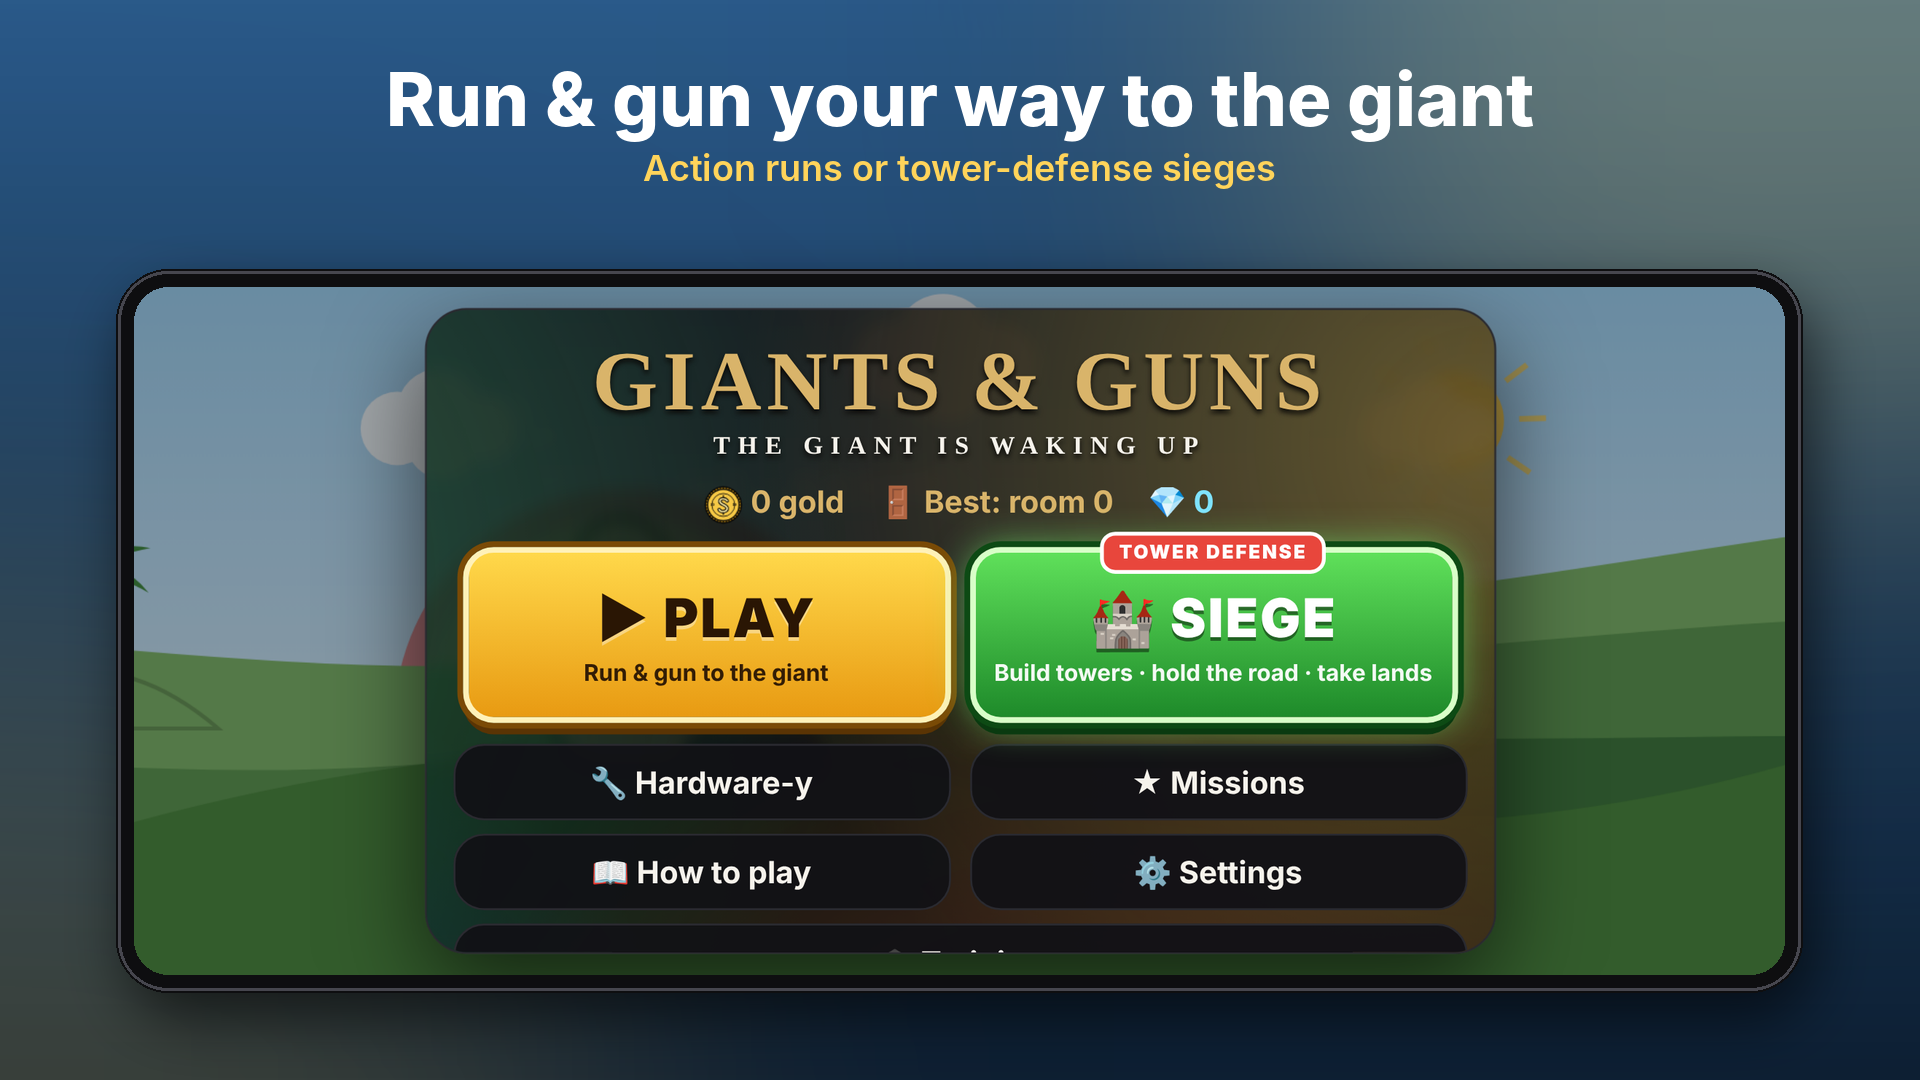 Run & gun your way to the giant
Action runs or tower-defense sieges
GIANTS & GUNS
THE GIANT IS WAKING UP
0 gold Best: room 0 0
TOWER DEFENSE
PLAY
Run & gun to the giant
SIEGE
Build towers · hold the road · take lands
Hardware-y
Missions
How to play
Settings